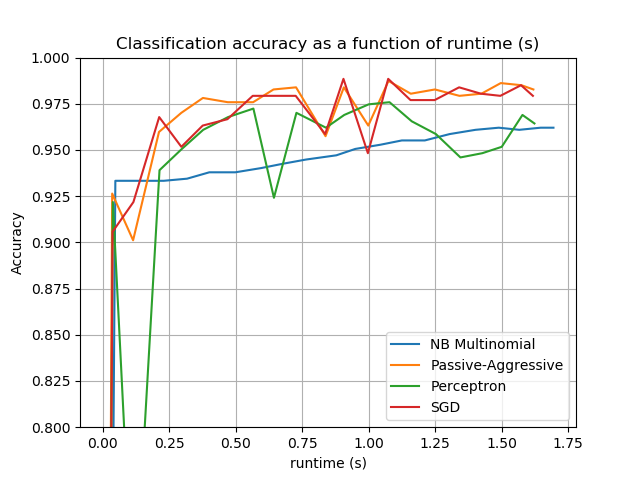 Classification accuracy as a function of runtime (s)
1.000
0.975
0.950
0.925
0.900
0.875
0.850
0.825
0.800
Accuracy
NB Multinomial
Passive-Aggressive
Perceptron
SGD
0.00 0.25 0.50 0.75 1.00 1.25 1.50 1.75
runtime (s)